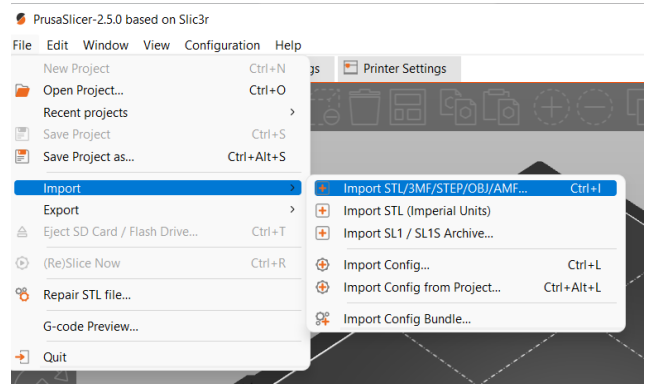 PrusaSlicer-2.5.0 based on Slic3r
File Edit Window View Configuration Help
New Project Ctrl+N
Printer Settings
Open Project... Ctrl+O
Recent projects
Save Project Ctrl+S
Save Project as... Ctrl+Alt+S
Import
Export
Eject SD Card / Flash Drive... Ctrl+T
(Re)Slice Now Ctrl+R
Repair STL file...
G-code Preview...
Quit
Import STL/3MF/STEP/OBJ/AMF... Ctrl+I
Import STL (Imperial Units)
Import SL1 / SL1S Archive...
Import Config... Ctrl+L
Import Config from Project... Ctrl+Alt+L
Import Config Bundle...